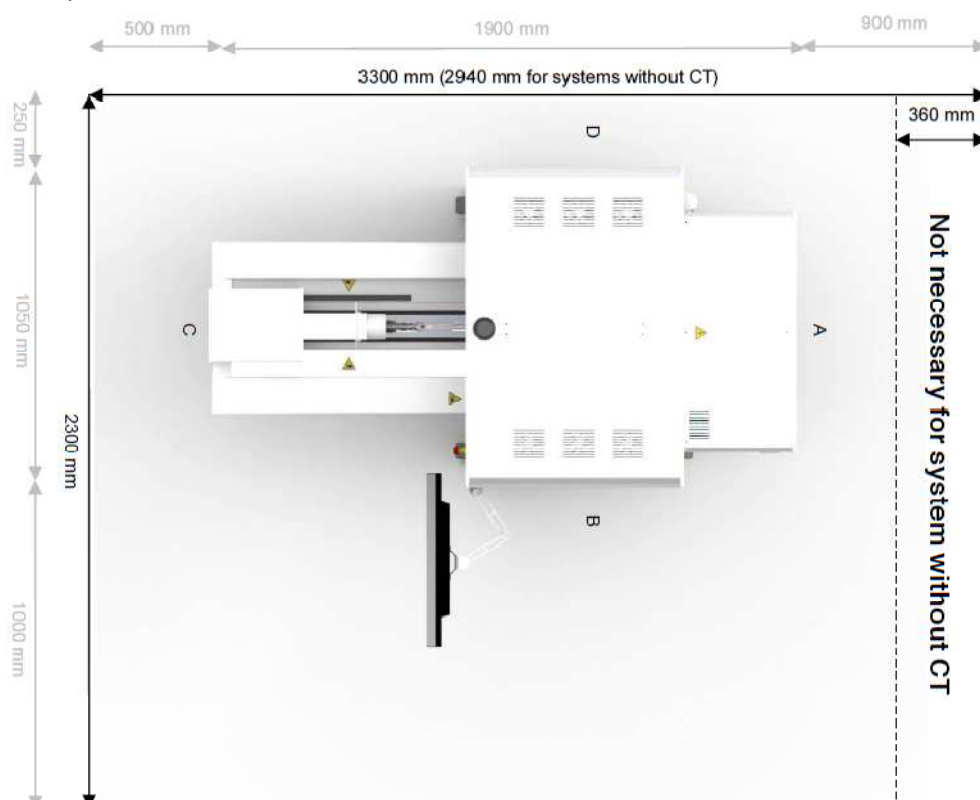 500 mm
1900 mm
900 mm
3300 mm (2940 mm for systems without CT)
360 mm
250 mm
D
1050 mm
C
A
Not necessary for system without CT
2300 mm
B
1000 mm